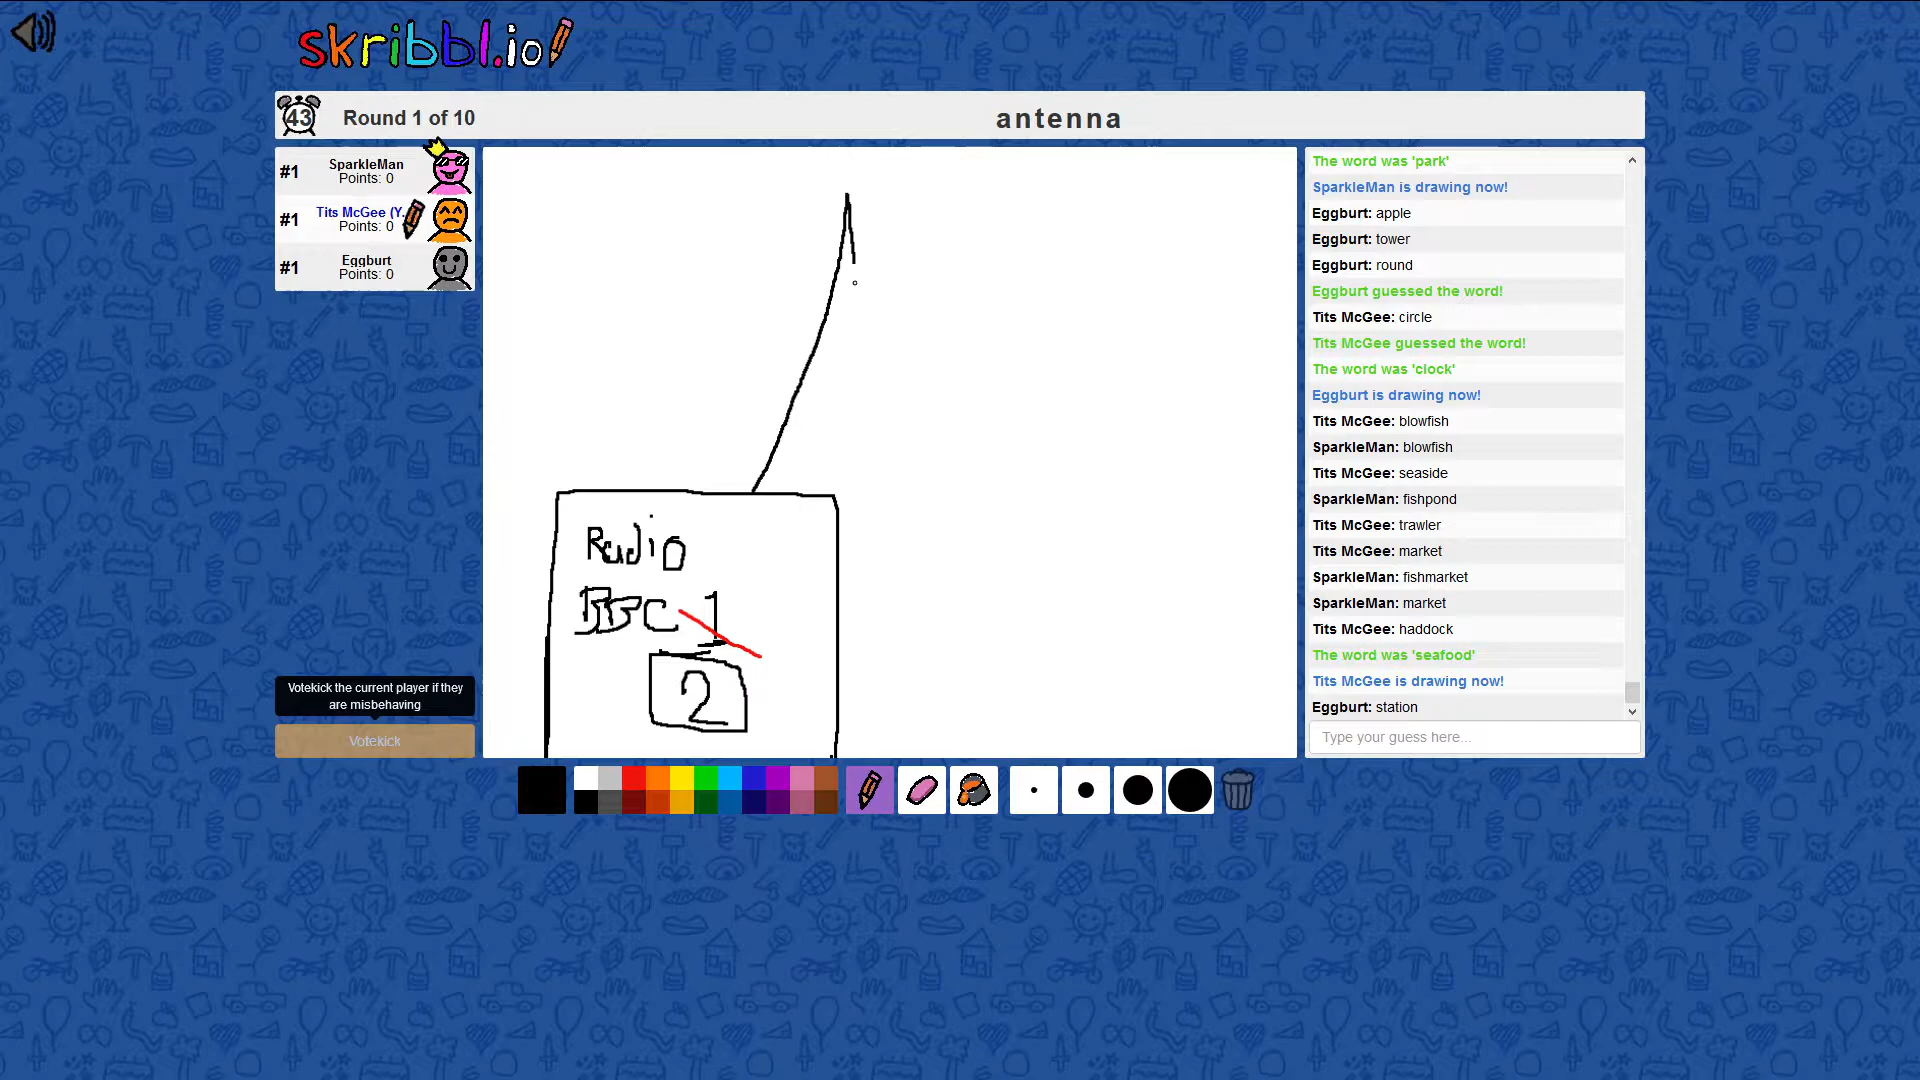 skribbl.io
43
Round 1 of 10
antenna
#1
SparkleMan
Points: 0
#1
Tits McGee (Y.
Points: 0
#1
Eggburt
Points: 0
The word was 'park'
SparkleMan is drawing now!
Eggburt: apple
Eggburt: tower
Eggburt: round
Eggburt guessed the word!
Tits McGee: circle
Tits McGee guessed the word!
The word was 'clock'
Eggburt is drawing now!
Tits McGee: blowfish
SparkleMan: blowfish
Tits McGee: seaside
SparkleMan: fishpond
Tits McGee: trawler
Tits McGee: market
SparkleMan: fishmarket
SparkleMan: market
Tits McGee: haddock
The word was 'seafood'
Tits McGee is drawing now!
Eggburt: station
Type your guess here...
Radio
BBC 1
2
Votekick the current player if they
are misbehaving
Votekick